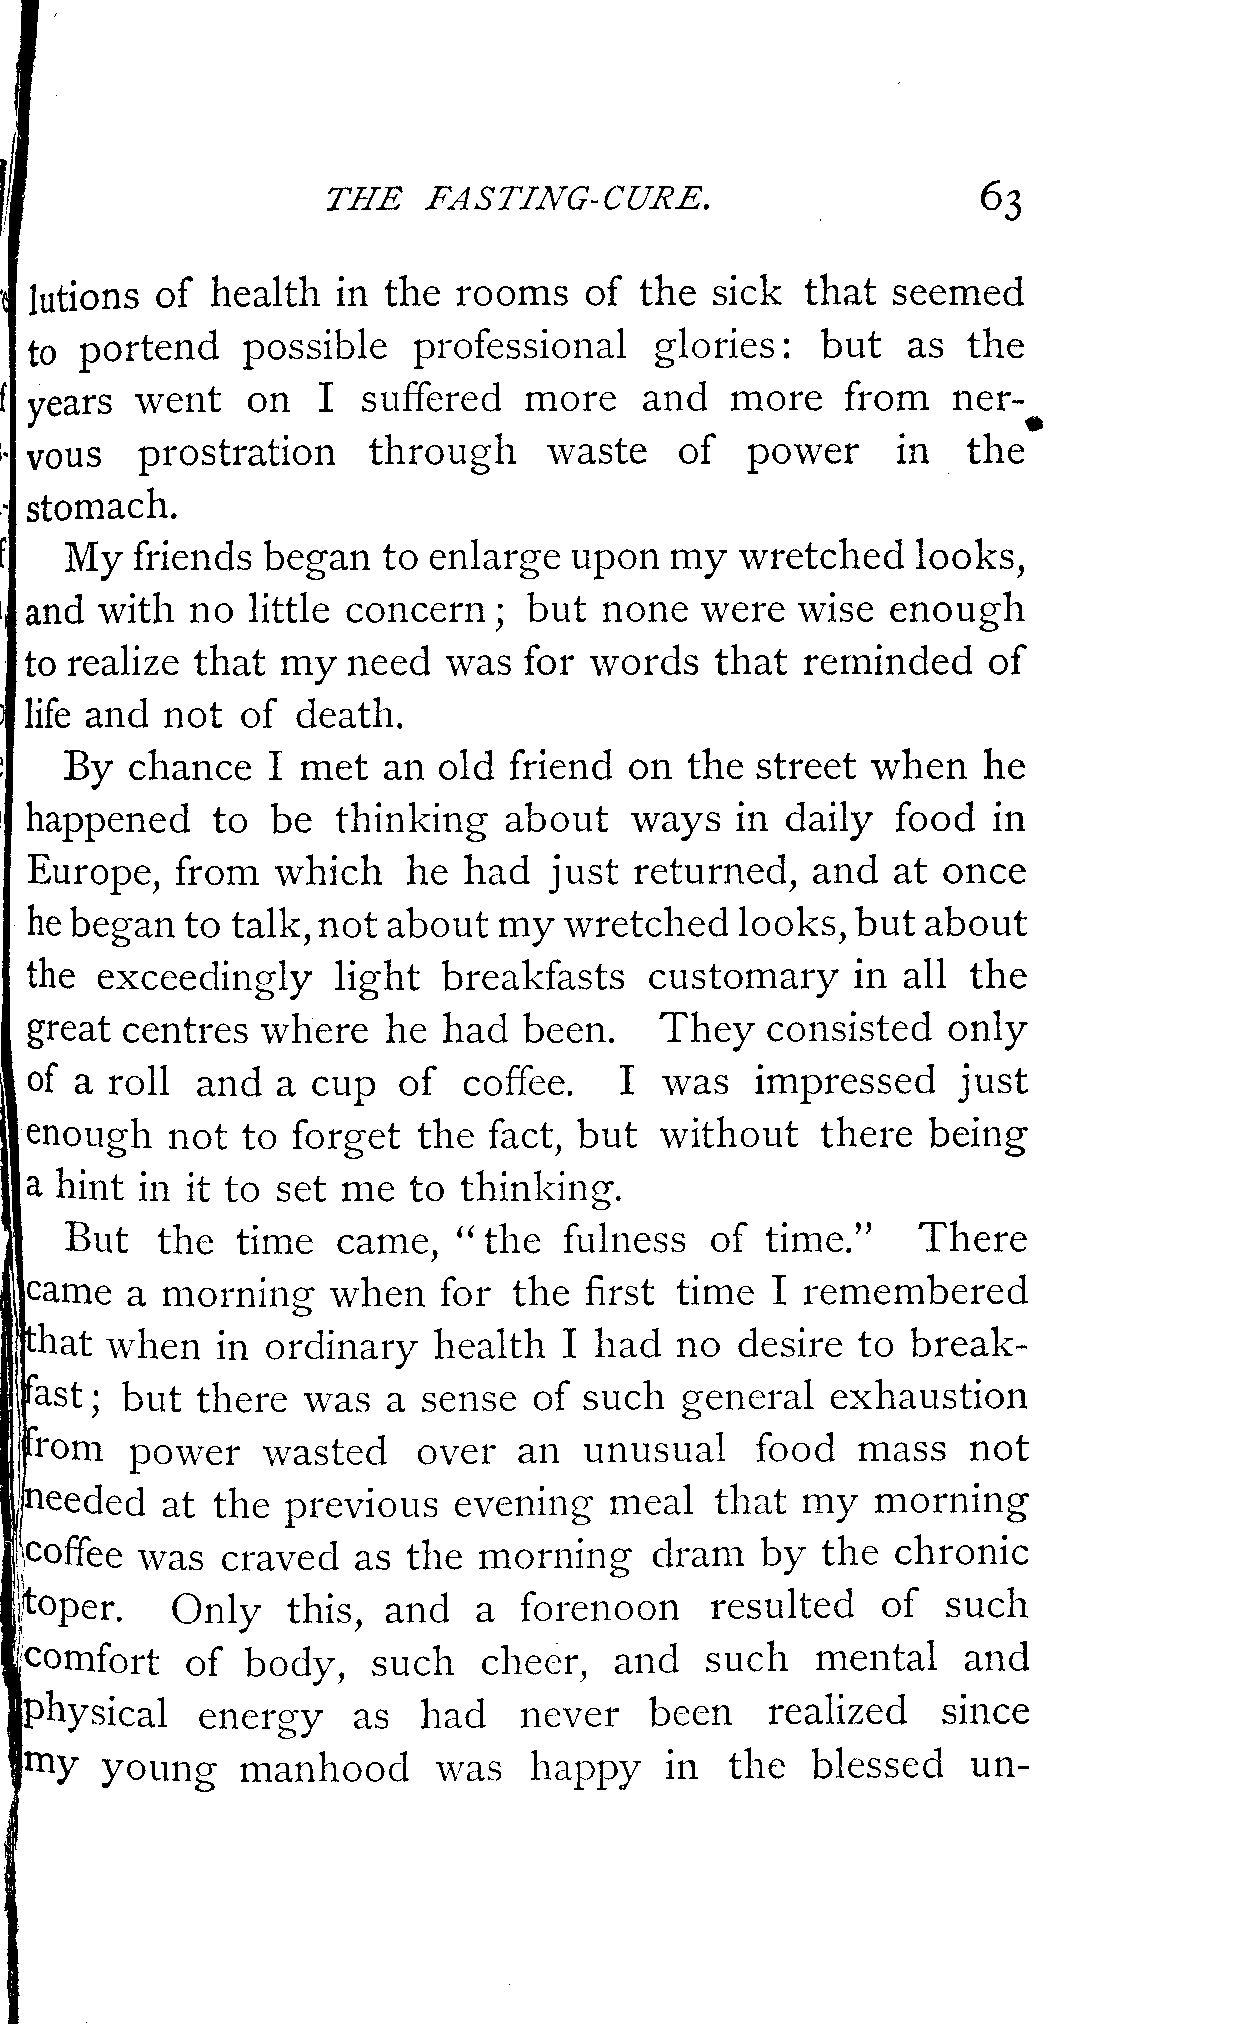 THE FASTING-CURE. 63
lutions of health in the rooms of the sick that seemed
to portend possible professional glories: but as the
years went on I suffered more and more from ner-
vous prostration through waste of power in the
stomach.
My friends began to enlarge upon my wretched looks,
and with no little concern; but none were wise enough
to realize that my need was for words that reminded of
life and not of death.
By chance I met an old friend on the street when he
happened to be thinking about ways in daily food in
Europe, from which he had just returned, and at once
he began to talk, not about my wretched looks, but about
the exceedingly light breakfasts customary in all the
great centres where he had been. They consisted only
of a roll and a cup of coffee. I was impressed just
enough not to forget the fact, but without there being
a hint in it to set me to thinking.
But the time came, "the fulness of time." There
came a morning when for the first time I remembered
that when in ordinary health I had no desire to break-
fast; but there was a sense of such general exhaustion
from power wasted over an unusual food mass not
needed at the previous evening meal that my morning
coffee was craved as the morning dram by the chronic
toper. Only this, and a forenoon resulted of such
comfort of body, such cheer, and such mental and
physical energy as had never been realized since
my young manhood was happy in the blessed un-